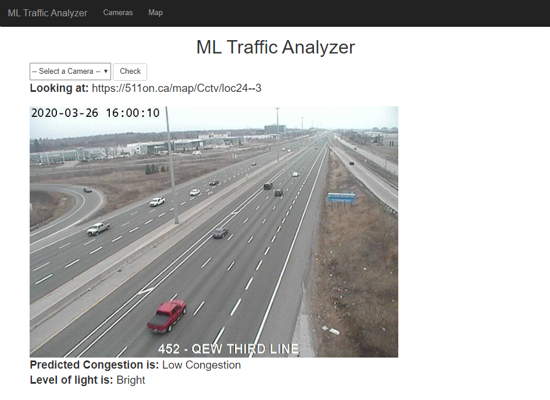 ML Traffic Analyzer Cameras Map
ML Traffic Analyzer
-- Select a Camera -- Check
Looking at: https://511on.ca/map/Cctv/loc24--3
2020-03-26 16:00:10
452 - QEW THIRD LINE
Predicted Congestion is: Low Congestion
Level of light is: Bright